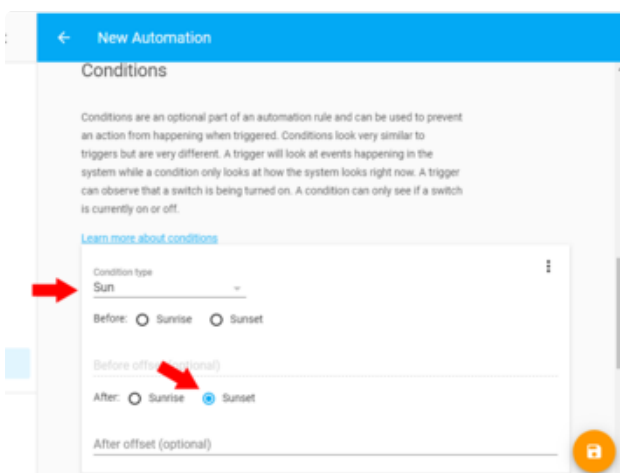 New Automation
Conditions
Conditions are an optional part of an automation rule and can be used to prevent
an action from happening when triggered. Conditions look very similar to
triggers but are very different. A trigger will look at events happening in the
system while a condition only looks at how the system looks right now. A trigger
can observe that a switch is being turned on. A condition can only see if a switch
is currently on or off.
Learn more about conditions
Condition type
Sun
Before: Sunrise Sunset
Before offset (optional)
After: Sunrise Sunset
After offset (optional)